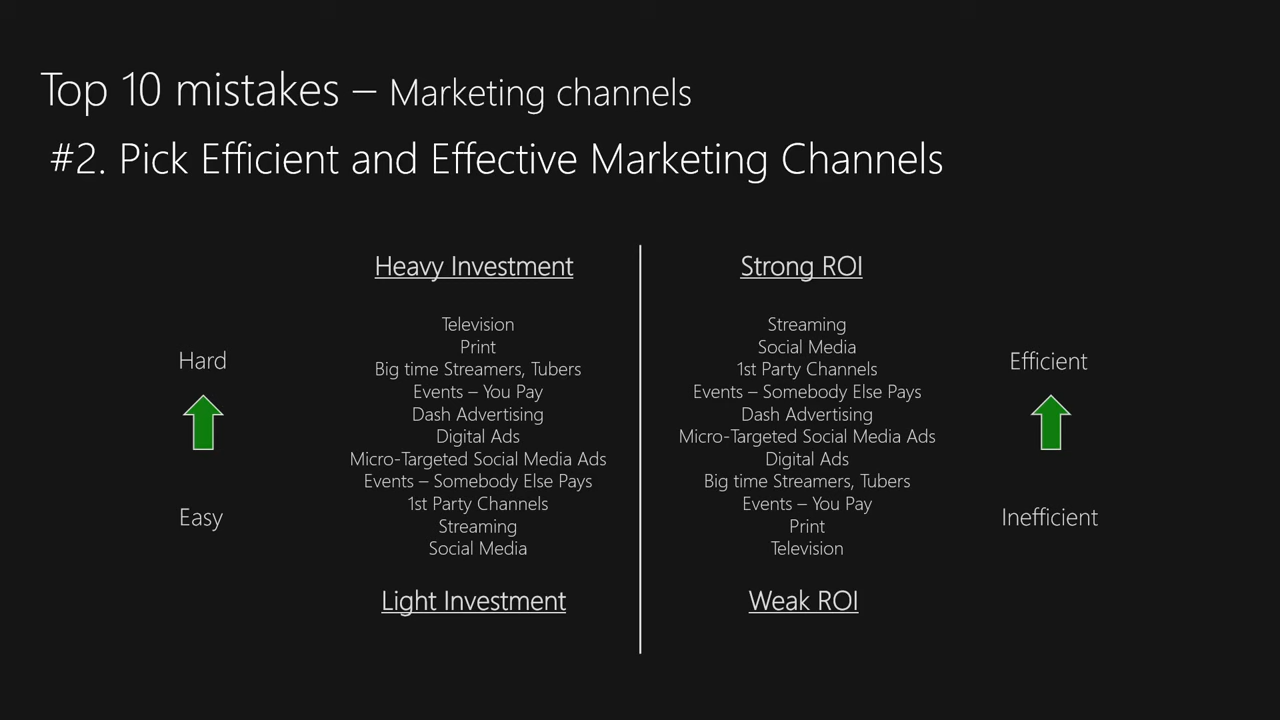 Top 10 mistakes – Marketing channels
#2. Pick Efficient and Effective Marketing Channels
Heavy Investment
Television
Print
Big time Streamers, Tubers
Events – You Pay
Dash Advertising
Digital Ads
Micro-Targeted Social Media Ads
Events – Somebody Else Pays
1st Party Channels
Streaming
Social Media
Light Investment
Hard
Easy
Strong ROI
Streaming
Social Media
1st Party Channels
Events – Somebody Else Pays
Dash Advertising
Micro-Targeted Social Media Ads
Digital Ads
Big time Streamers, Tubers
Events – You Pay
Print
Television
Weak ROI
Efficient
Inefficient